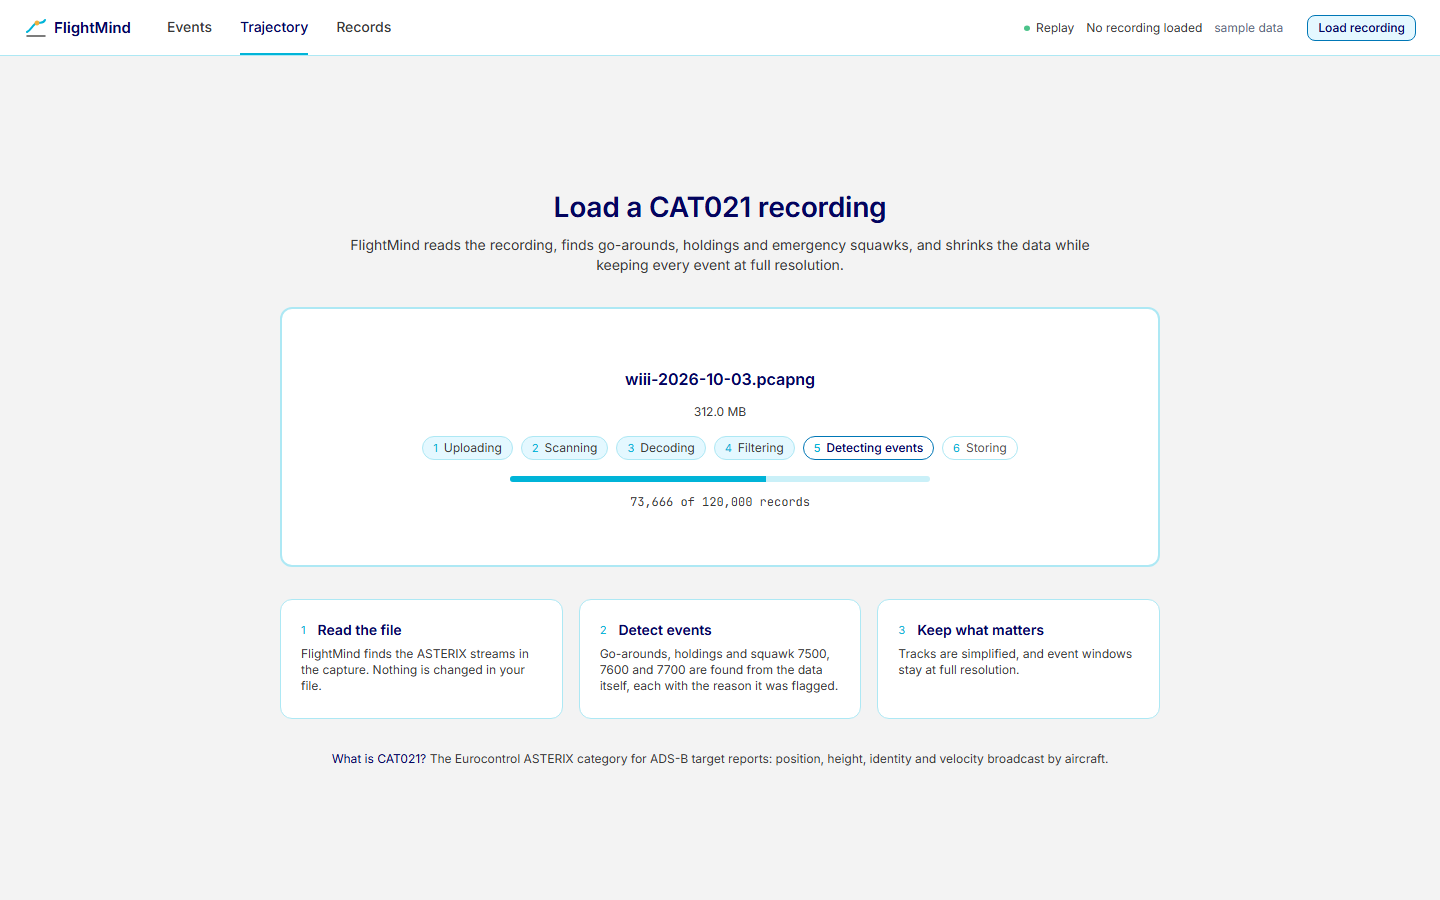 FlightMind Events Trajectory Records Replay No recording loaded sample data Load recording
Load a CAT021 recording
FlightMind reads the recording, finds go-arounds, holdings and emergency squawks, and shrinks the data while
keeping every event at full resolution.
wiii-2026-10-03.pcapng
312.0 MB
1 Uploading 2 Scanning 3 Decoding 4 Filtering 5 Detecting events 6 Storing
73,666 of 120,000 records
1 Read the file
FlightMind finds the ASTERIX streams in
the capture. Nothing is changed in your
file.
2 Detect events
Go-arounds, holdings and squawk 7500,
7600 and 7700 are found from the data
itself, each with the reason it was flagged.
3 Keep what matters
Tracks are simplified, and event windows
stay at full resolution.
What is CAT021? The Eurocontrol ASTERIX category for ADS-B target reports: position, height, identity and velocity broadcast by aircraft.